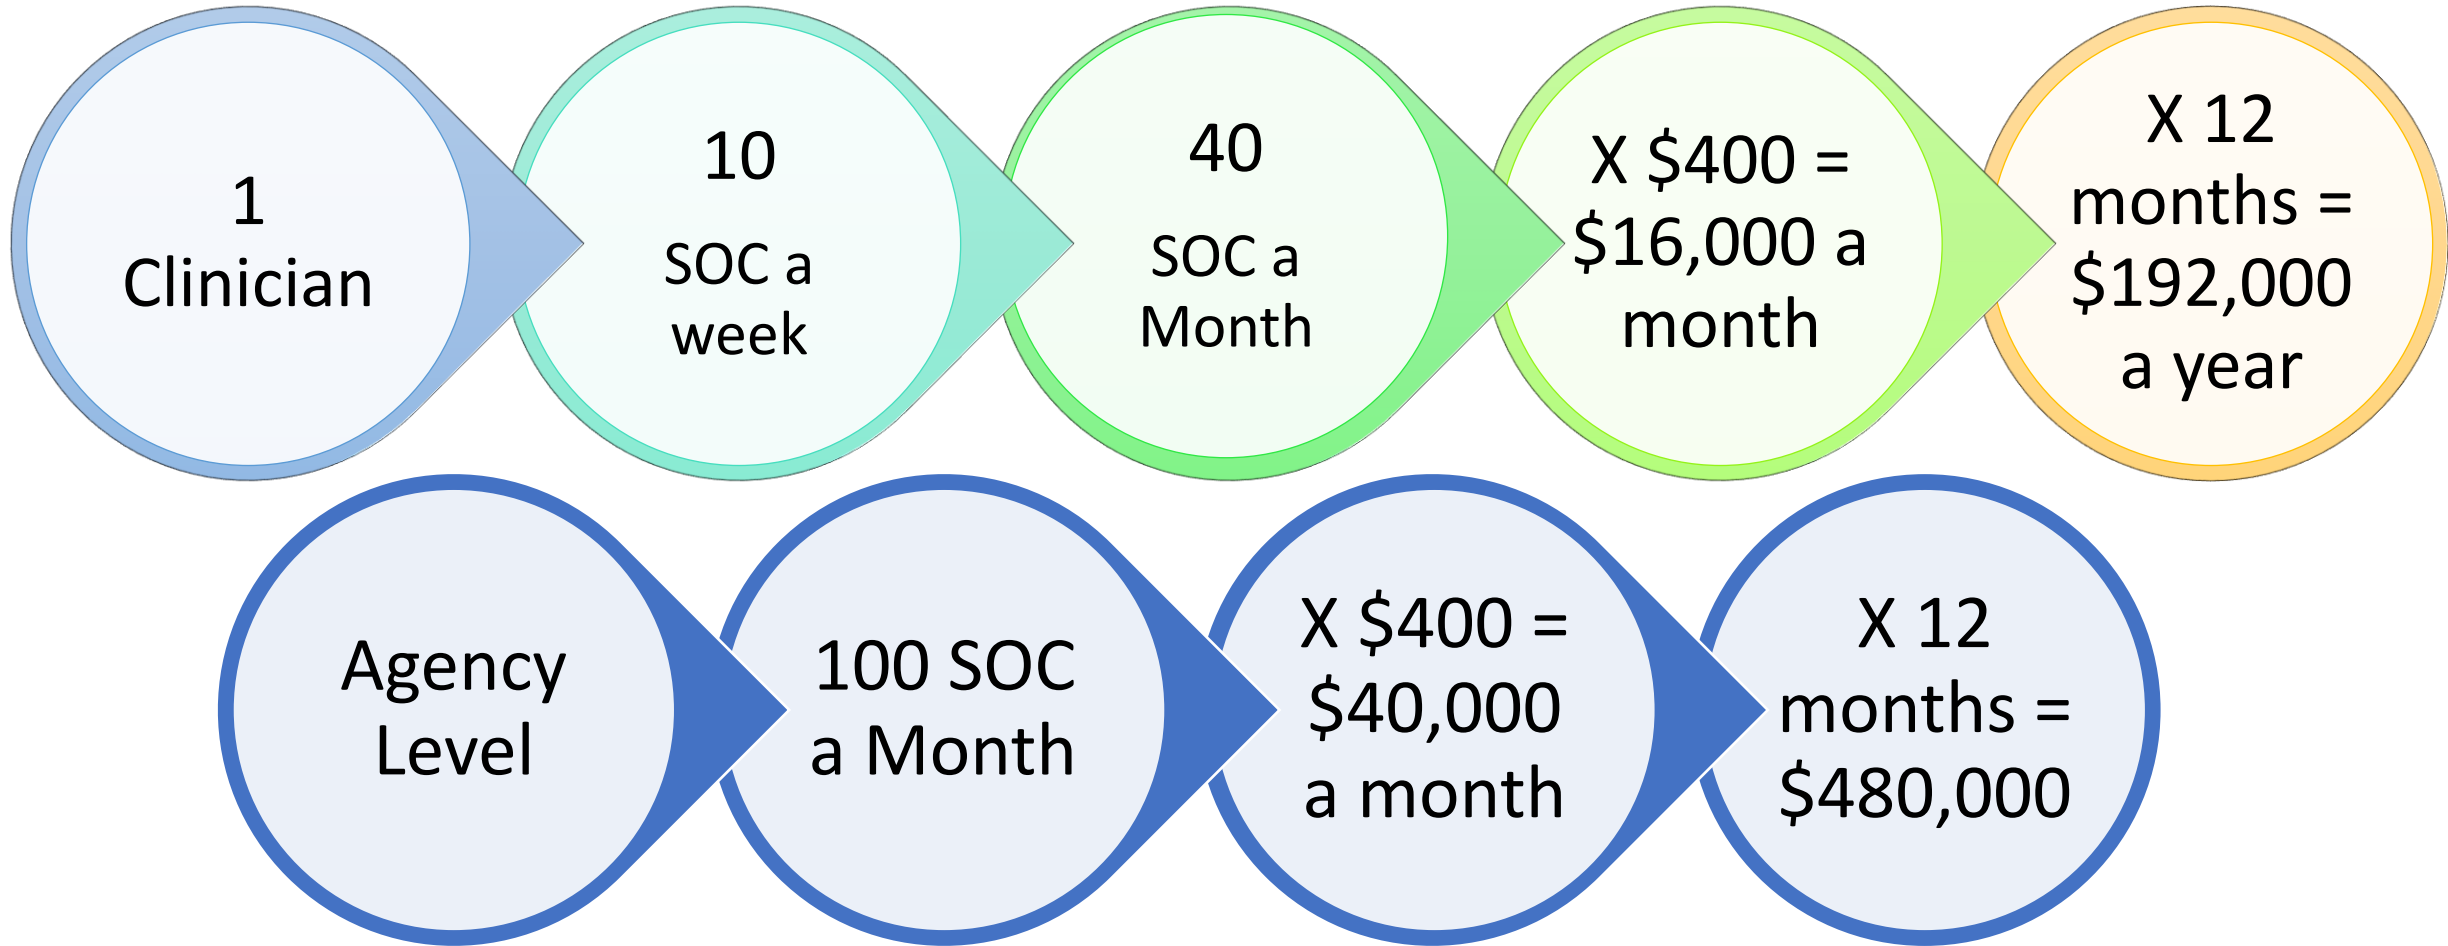 1
Clinician
10
SOC a
week
40
SOC a
Month
X $400 =
$16,000 a
month
X 12
months =
$192,000
a year
Agency
Level
100 SOC
a Month
X $400 =
$40,000
a month
X 12
months =
$480,000